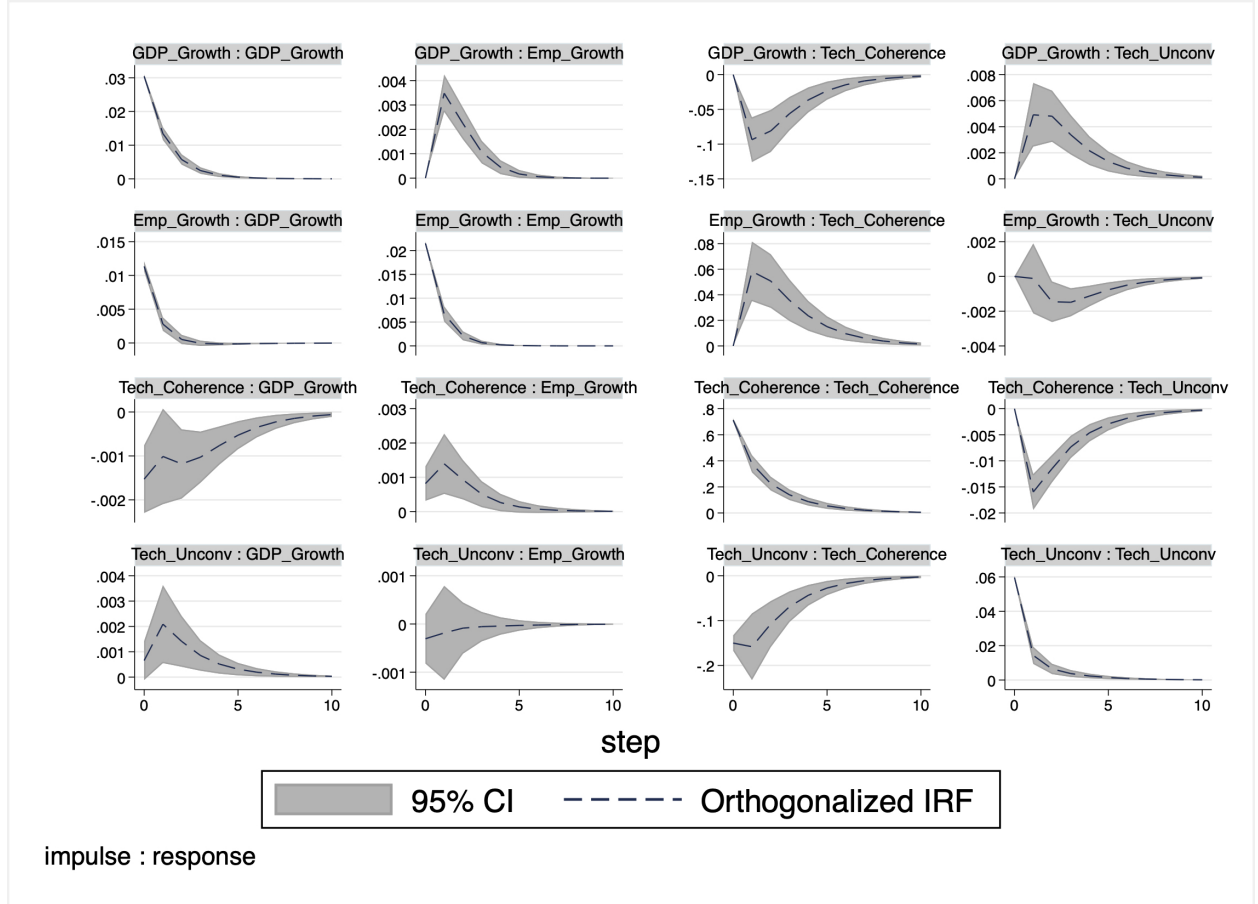 GDP_Growth : GDP_Growth GDP_Growth : Emp_Growth GDP_Growth : Tech_Coherence GDP_Growth : Tech_Unconv
.03 .004 0 .008
.02 .003 -.05 .006
.01 .002 -.1 .004
.001 .002
0 0 -.15 0
Emp_Growth : GDP_Growth Emp_Growth : Emp_Growth Emp_Growth : Tech_Coherence Emp_Growth : Tech_Unconv
.015 .02 .08 .002
.01 .015 .06 0
.01 .04
.005 .005 .02 -.002
0 0 0 -.004
Tech_Coherence : GDP_Growth Tech_Coherence : Emp_Growth Tech_Coherence : Tech_Coherence Tech_Coherence : Tech_Unconv
0 .003 .8 0
.002 .6 -.005
-.001 .4 -.01
.001 .2 -.015
-.002 0 0 -.02
Tech_Unconv : GDP_Growth Tech_Unconv : Emp_Growth Tech_Unconv : Tech_Coherence Tech_Unconv : Tech_Unconv
.004 .001 0 .06
.003 .04
.002 0 -.1
.001 .02
0 -.001 -.2 0
0 5 10 0 5 10 0 5 10 0 5 10
step
95% CI Orthogonalized IRF
impulse : response